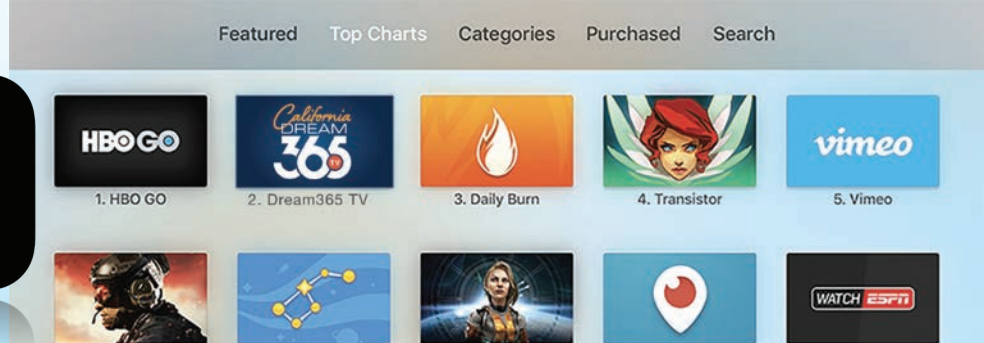 Featured Top Charts Categories Purchased Search
HBO GO
California
DREAM
365
TV
vimeo
1. HBO GO 2. Dream365 TV 3. Daily Burn 4. Transistor 5. Vimeo
WATCH ESFn